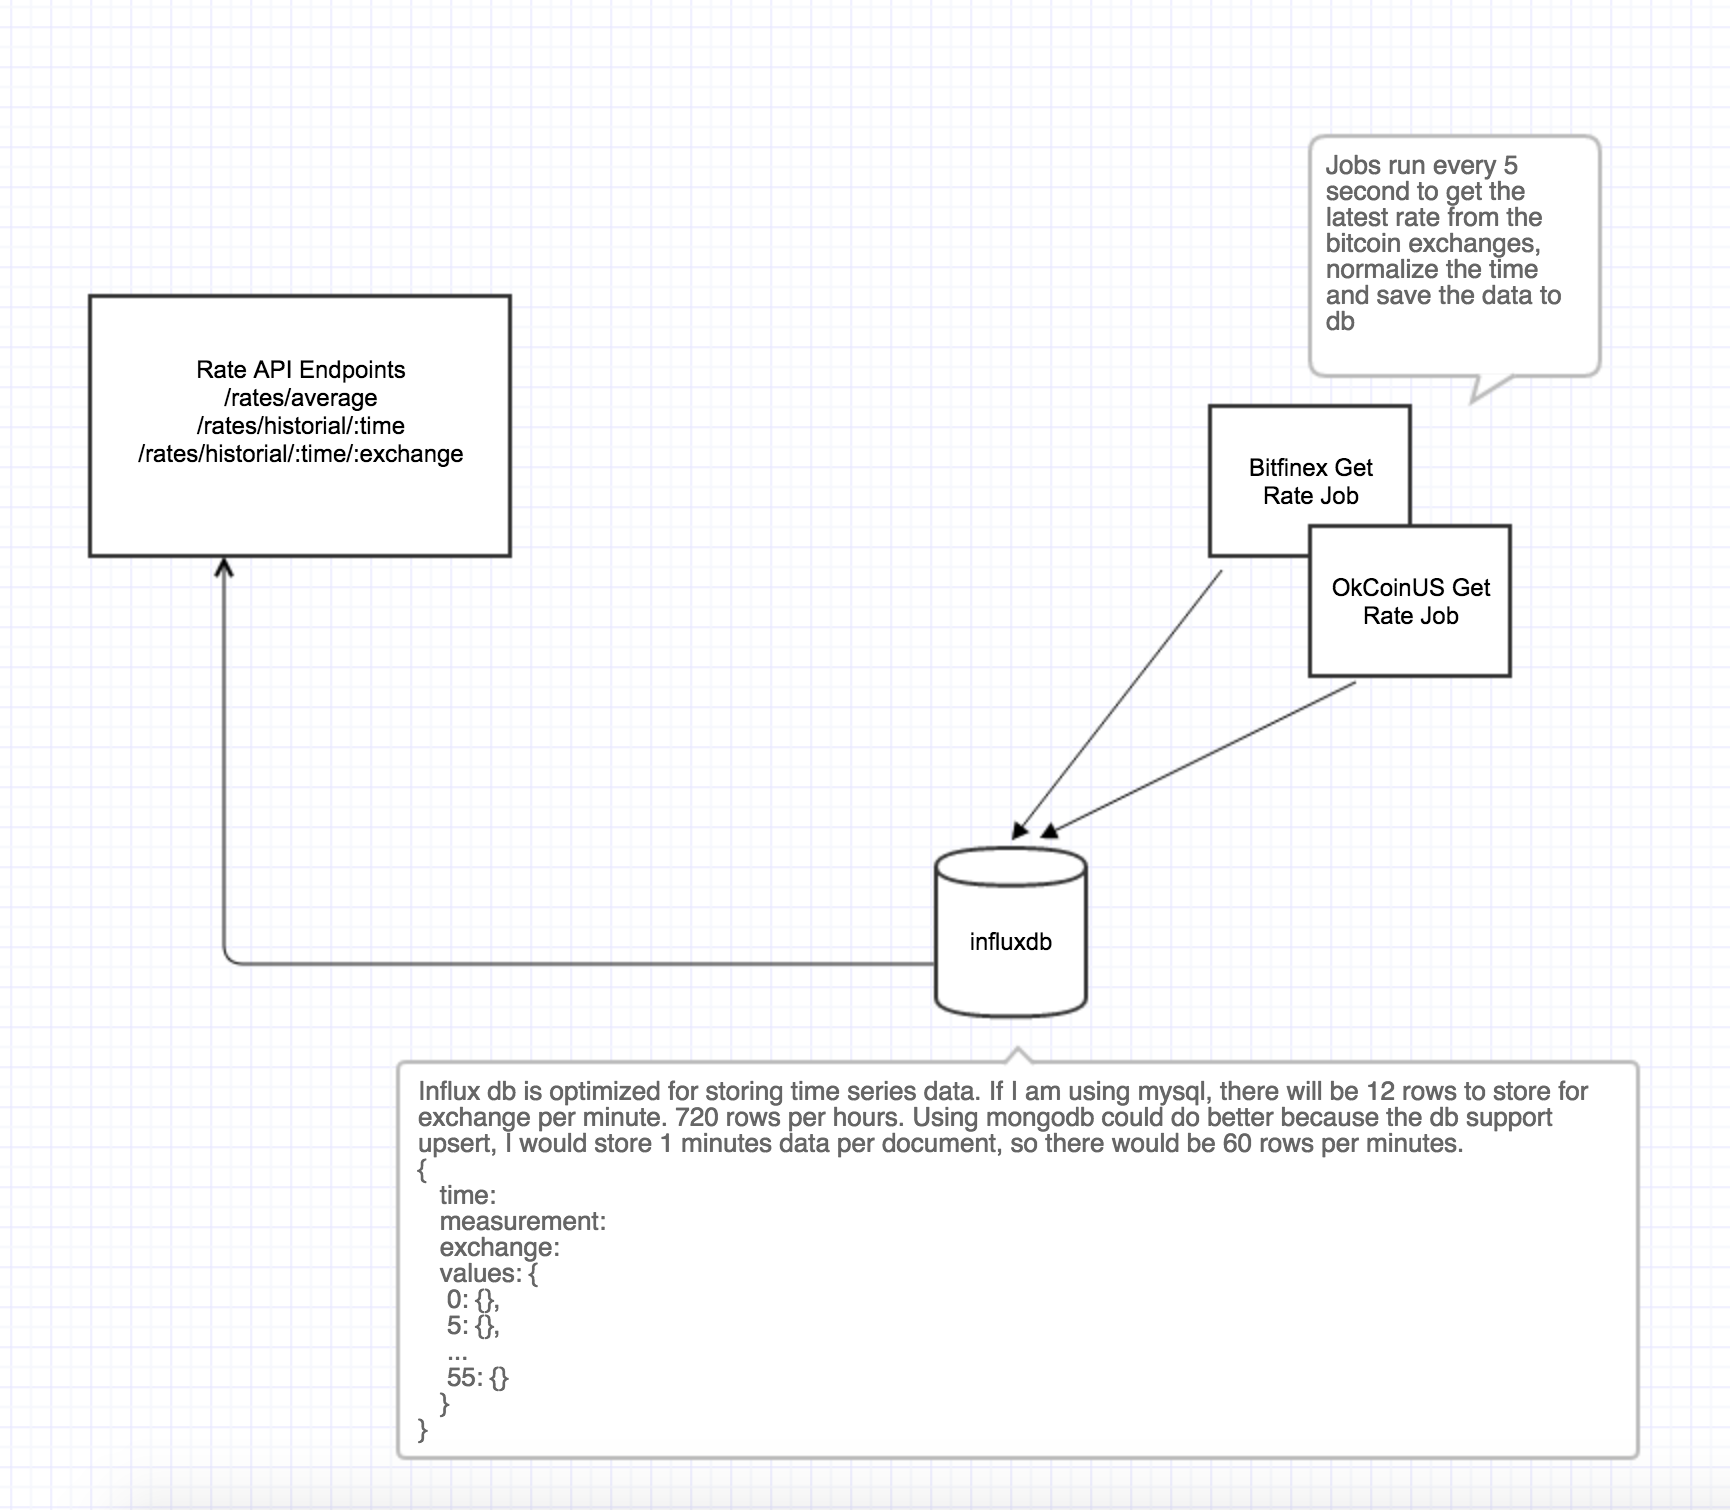 Jobs run every 5
second to get the
latest rate from the
bitcoin exchanges,
normalize the time
and save the data to
db
Rate API Endpoints
/rates/average
/rates/historial/:time
/rates/historial/:time/:exchange
Bitfinex Get
Rate Job
OkCoinUS Get
Rate Job
influxdb
Influx db is optimized for storing time series data. If I am using mysql, there will be 12 rows to store for
exchange per minute. 720 rows per hours. Using mongodb could do better because the db support
upsert, I would store 1 minutes data per document, so there would be 60 rows per minutes.
{
time:
measurement:
exchange:
values: {
0: {},
5: {},
...
55: {}
}
}